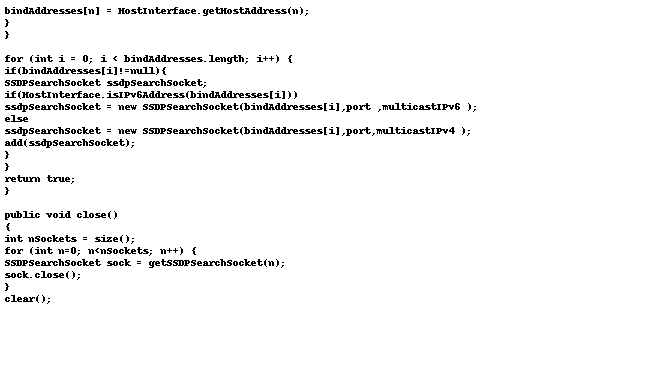 bindAddresses[n] = HostInterface.getHostAddress(n);
}
}
for (int i = 0; i < bindAddresses.length; i++) {
if(bindAddresses[i]!=null){
SSDPSearchSocket ssdpSearchSocket;
if(HostInterface.isIPv6Address(bindAddresses[i]))
ssdpSearchSocket = new SSDPSearchSocket(bindAddresses[i],port ,multicastIPv6 );
else
ssdpSearchSocket = new SSDPSearchSocket(bindAddresses[i],port,multicastIPv4 );
add(ssdpSearchSocket);
}
}
return true;
}
public void close()
{
int nSockets = size();
for (int n=0; n<nSockets; n++) {
SSDPSearchSocket sock = getSSDPSearchSocket(n);
sock.close();
}
clear();